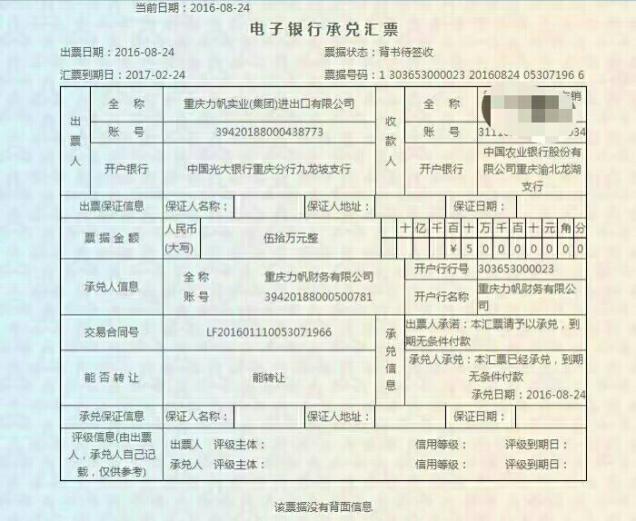 当前日期：2016-08-24
电子银行承兑汇票
出票日期：2016-08-24 票据状态：背书待签收
汇票到期日：2017-02-24 票据号码：1 303653000023 20160824 05307196 6
出票人 全 称 重庆力帆实业(集团)进出口有限公司 收款人 全 称 销
账 号 39420188000438773 账 号
开户银行 中国光大银行重庆分行九龙坡支行 开户银行 中国农业银行股份有
限公司重庆渝北龙湖
支行
出票保证信息 保证人名称： 保证人地址： 保证日期：
票据金额 人民币
(大写) 伍拾万元整 十亿千百十万千百十元角分
¥50000000
承兑人信息 全 称 重庆力帆财务有限公司 开户行行号 303653000023
账 号 39420188000500781 开户行名称 重庆力帆财务有限公
司
交易合同号 LF201601110053071966 承兑信息 出票人承诺：本汇票请予以承兑，到
期无条件付款
能否转让 能转让 承兑人承兑：本汇票已经承兑，到期
无条件付款
承兑日期：2016-08-24
承兑保证信息 保证人名称： 保证人地址： 保证日期：
评级信息(由出票
人，承兑人自己记
载，仅供参考) 出票人 评级主体： 信用等级： 评级到期日：
承兑人 评级主体： 信用等级： 评级到期日：
该票据没有背面信息